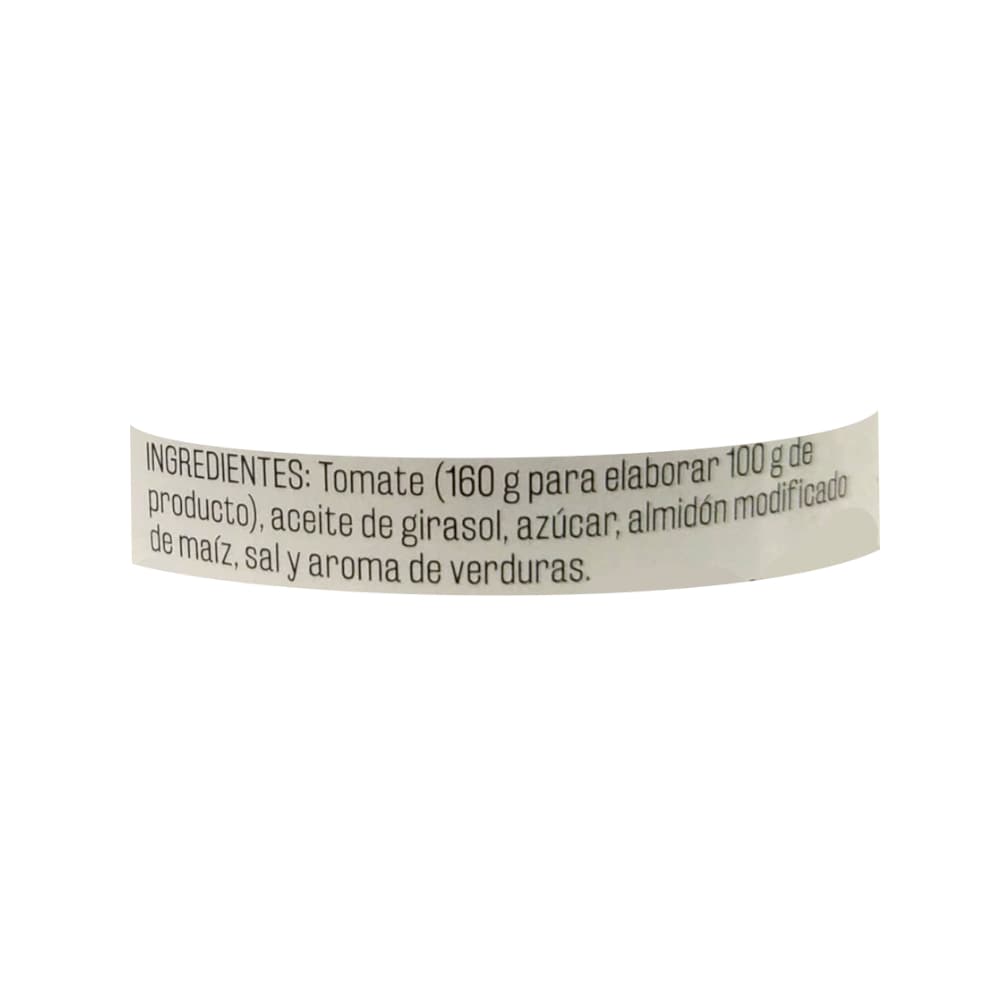 INGREDIENTES: Tomate (160 g para elaborar 100 g de
producto), aceite de girasol, azúcar, almidón modificado
de maíz, sal y aroma de verduras.